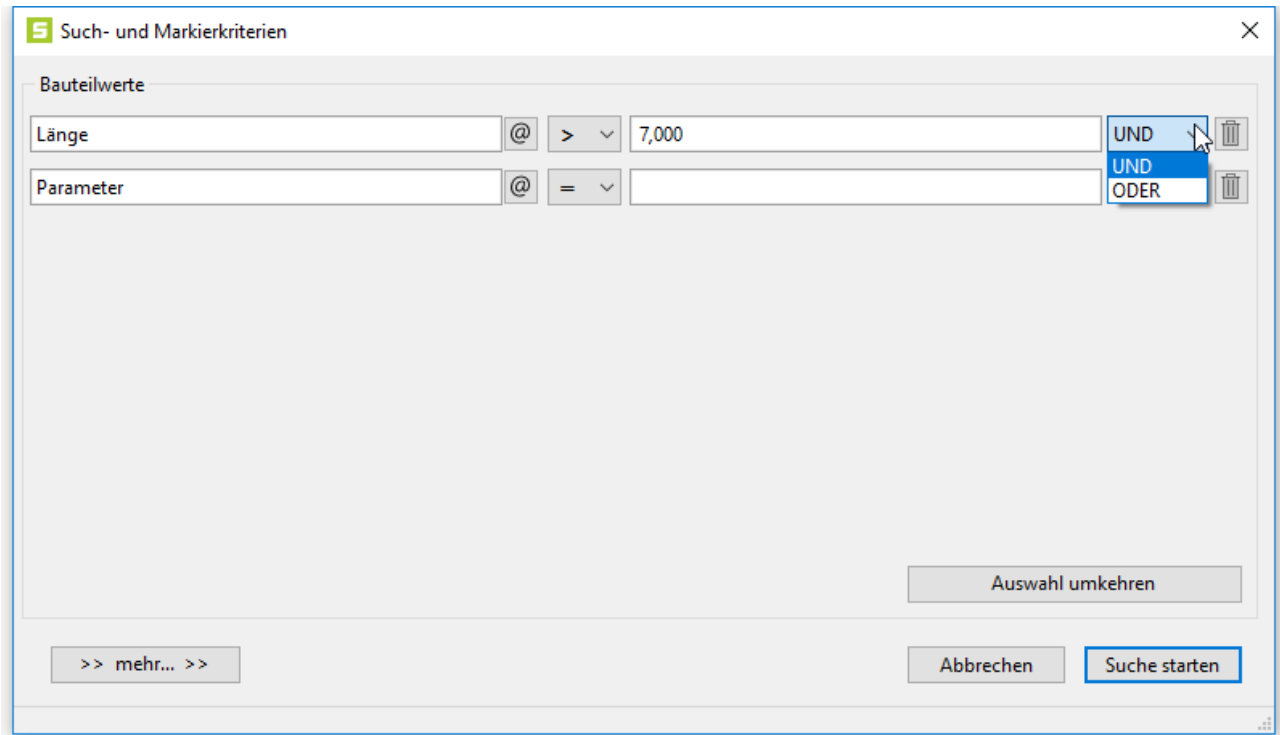 Such- und Markierkriterien
Bauteilwerte
Länge @ > 7,000 UND
UND
Parameter @ =
ODER
Auswahl umkehren
>> mehr... >> Abbrechen Suche starten